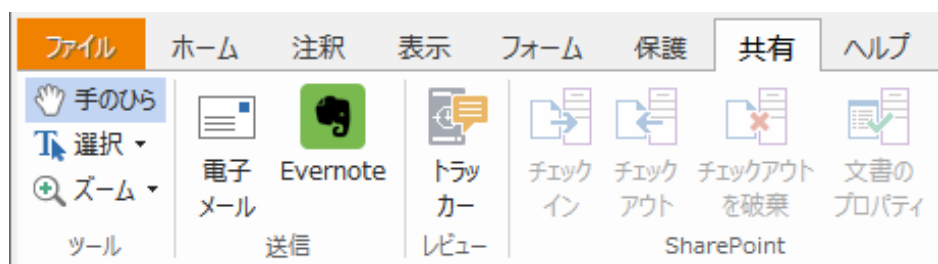 ファイル ホーム 注釈 表示 フォーム 保護 共有 ヘルプ
手のひら
選択
ズーム
ツール
電子
メール
Evernote
送信
トラッ
カー
レビュー
チェック
イン
チェック
アウト
チェックアウト
を破棄
文書の
プロパティ
SharePoint